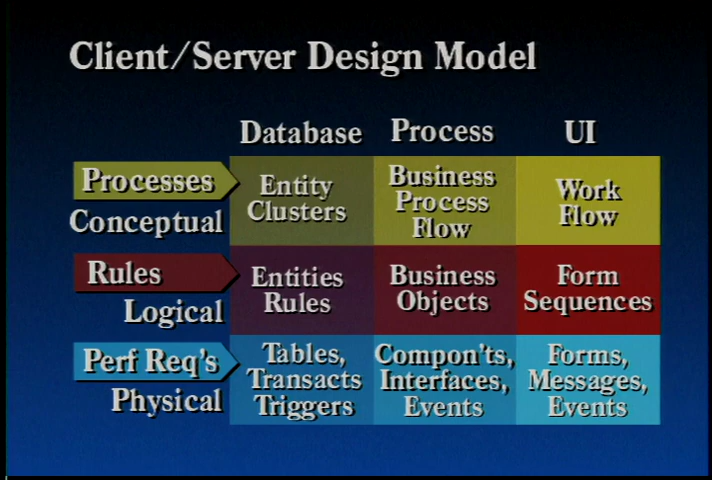 Client/Server Design Model
Database Process UI
Processes
Conceptual
Entity
Clusters
Business
Process
Flow
Work
Flow
Rules
Logical
Entities
Rules
Business
Objects
Form
Sequences
Perf Req's
Physical
Tables,
Transacts
Triggers
Compon'ts,
Interfaces,
Events
Forms,
Messages,
Events